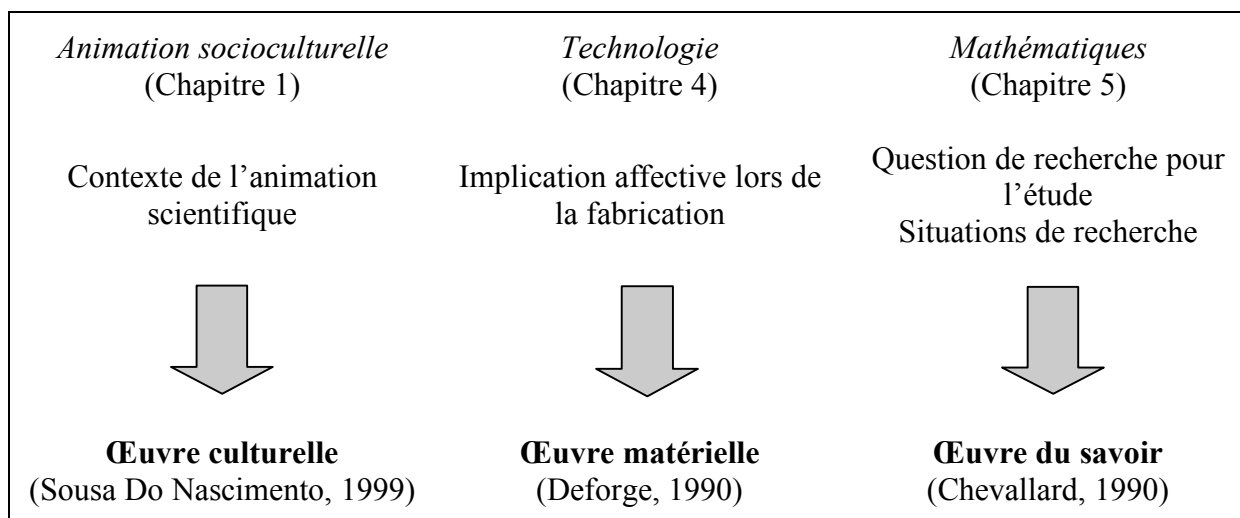 Animation socioculturelle
(Chapitre 1)
Contexte de l’animation
scientifique
Œuvre culturelle
(Sousa Do Nascimento, 1999)
Technologie
(Chapitre 4)
Implication affective lors de
la fabrication
Œuvre matérielle
(Deforge, 1990)
Mathématiques
(Chapitre 5)
Question de recherche pour
l’étude
Situations de recherche
Œuvre du savoir
(Chevallard, 1990)